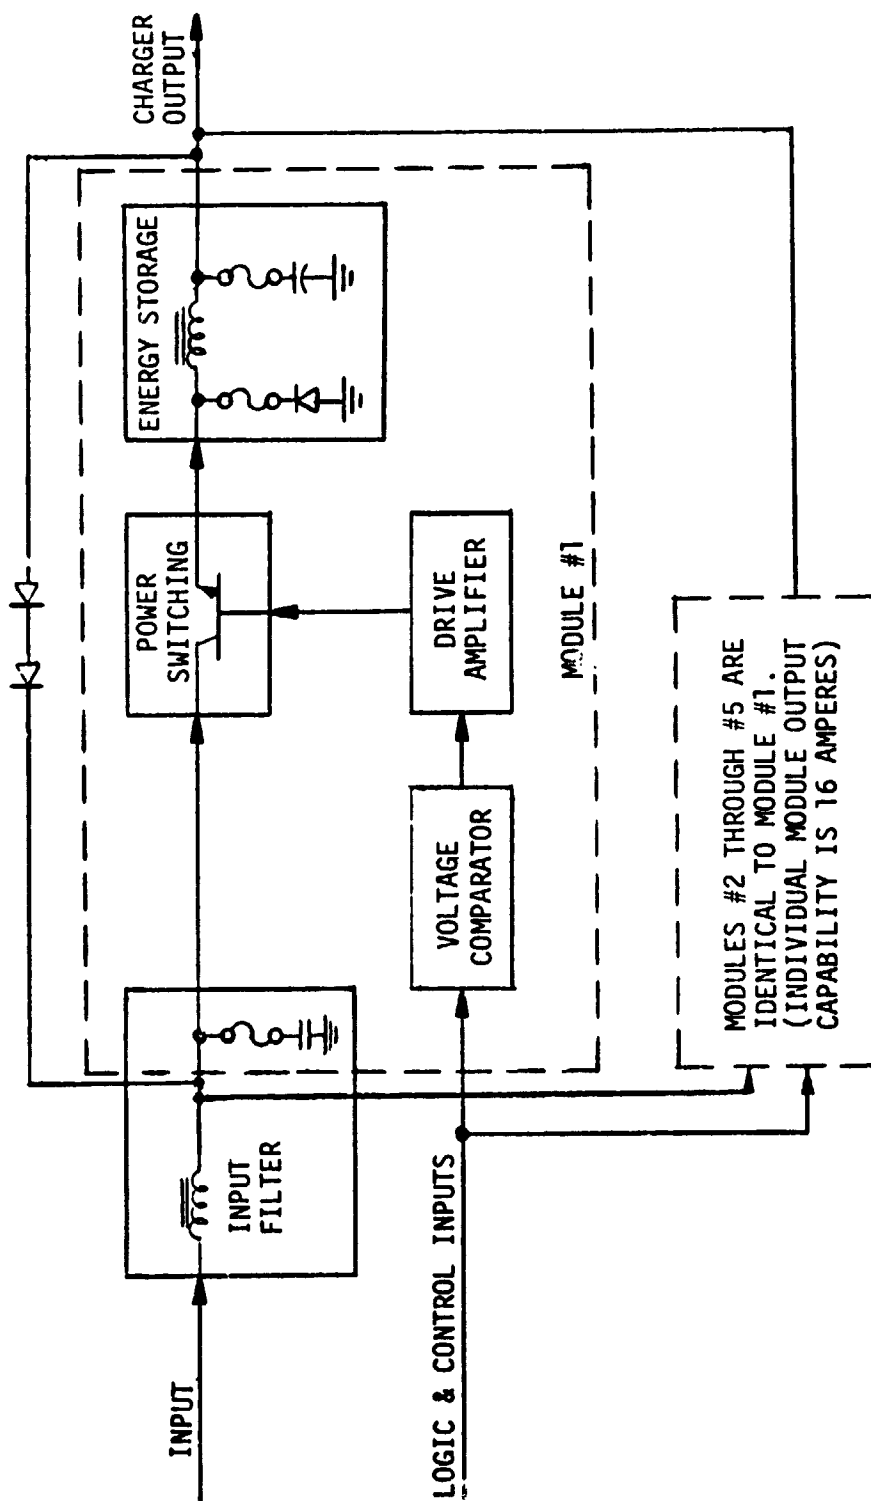 INPUT
INPUT
FILTER
POWER
SWITCHING
ENERGY STORAGE
CHARGER
OUTPUT
LOGIC & CONTROL INPUTS
VOLTAGE
COMPARATOR
DRIVE
AMPLIFIER
MODULE #1
MODULES #2 THROUGH #5 ARE
IDENTICAL TO MODULE #1.
(INDIVIDUAL MODULE OUTPUT
CAPABILITY IS 16 AMPERES)